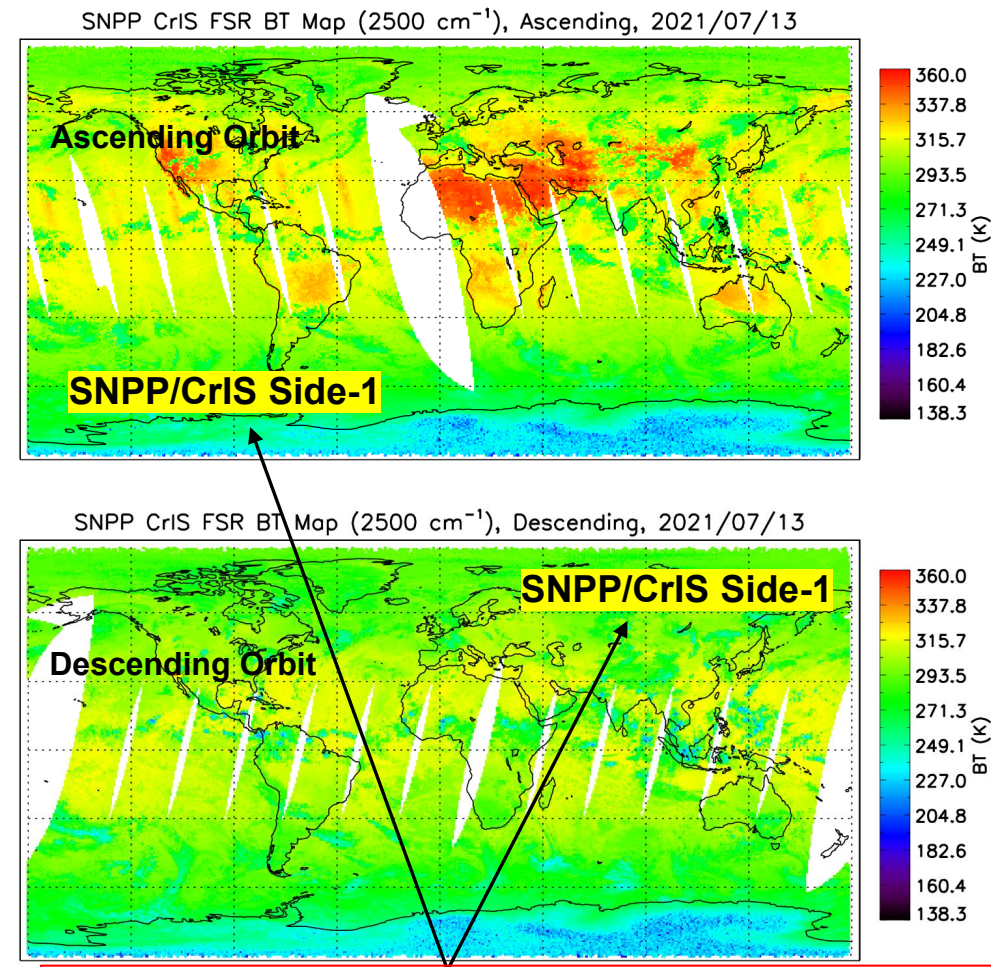 SNPP CrIS FSR BT Map (2500 cm⁻¹), Ascending, 2021/07/13
Ascending Orbit
SNPP/CrIS Side-1
360.0
337.8
315.7
293.5
271.3
249.1
227.0
204.8
182.6
160.4
138.3
BT (K)
SNPP CrIS FSR BT Map (2500 cm⁻¹), Descending, 2021/07/13
SNPP/CrIS Side-1
Descending Orbit
360.0
337.8
315.7
293.5
271.3
249.1
227.0
204.8
182.6
160.4
138.3
BT (K)